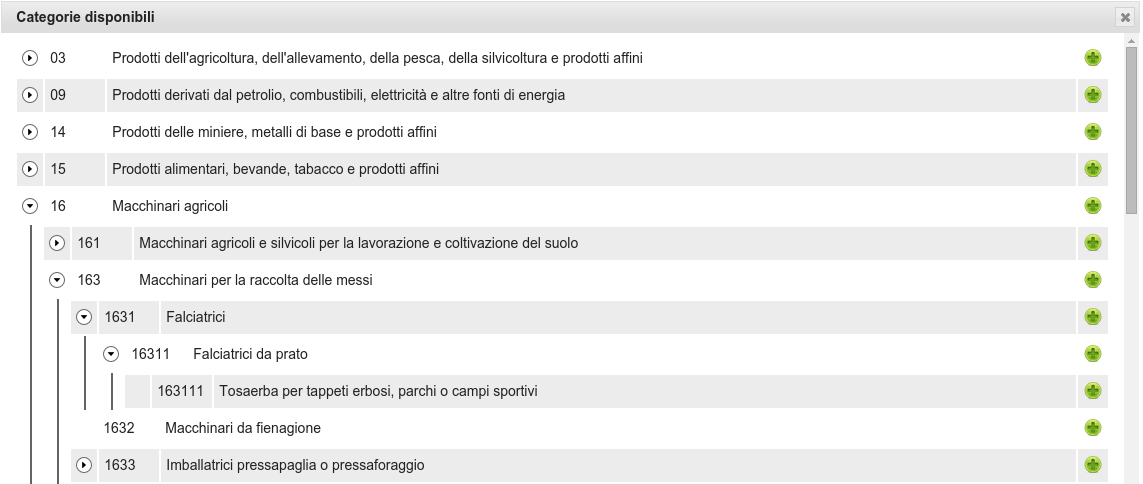 Categorie disponibili
03 Prodotti dell'agricoltura, dell'allevamento, della pesca, della silvicoltura e prodotti affini
09 Prodotti derivati dal petrolio, combustibili, elettricità e altre fonti di energia
14 Prodotti delle miniere, metalli di base e prodotti affini
15 Prodotti alimentari, bevande, tabacco e prodotti affini
16 Macchinari agricoli
161 Macchinari agricoli e silvicoli per la lavorazione e coltivazione del suolo
163 Macchinari per la raccolta delle messi
1631 Falciatrici
16311 Falciatrici da prato
163111 Tosaerba per tappeti erbosi, parchi o campi sportivi
1632 Macchinari da fienagione
1633 Imballatrici pressapaglia o pressaforaggio